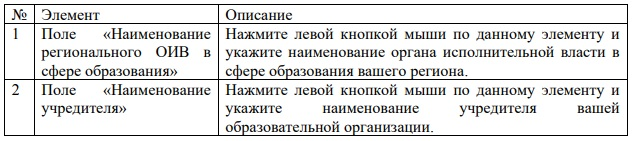 № Элемент Описание
1 Поле «Наименование Нажмите левой кнопкой мыши по данному элементу и
регионального ОИВ в укажите наименование органа исполнительной власти в
сфере образования» сфере образования вашего региона.
2 Поле «Наименование Нажмите левой кнопкой мыши по данному элементу и
учредителя» укажите наименование учредителя вашей
образовательной организации.